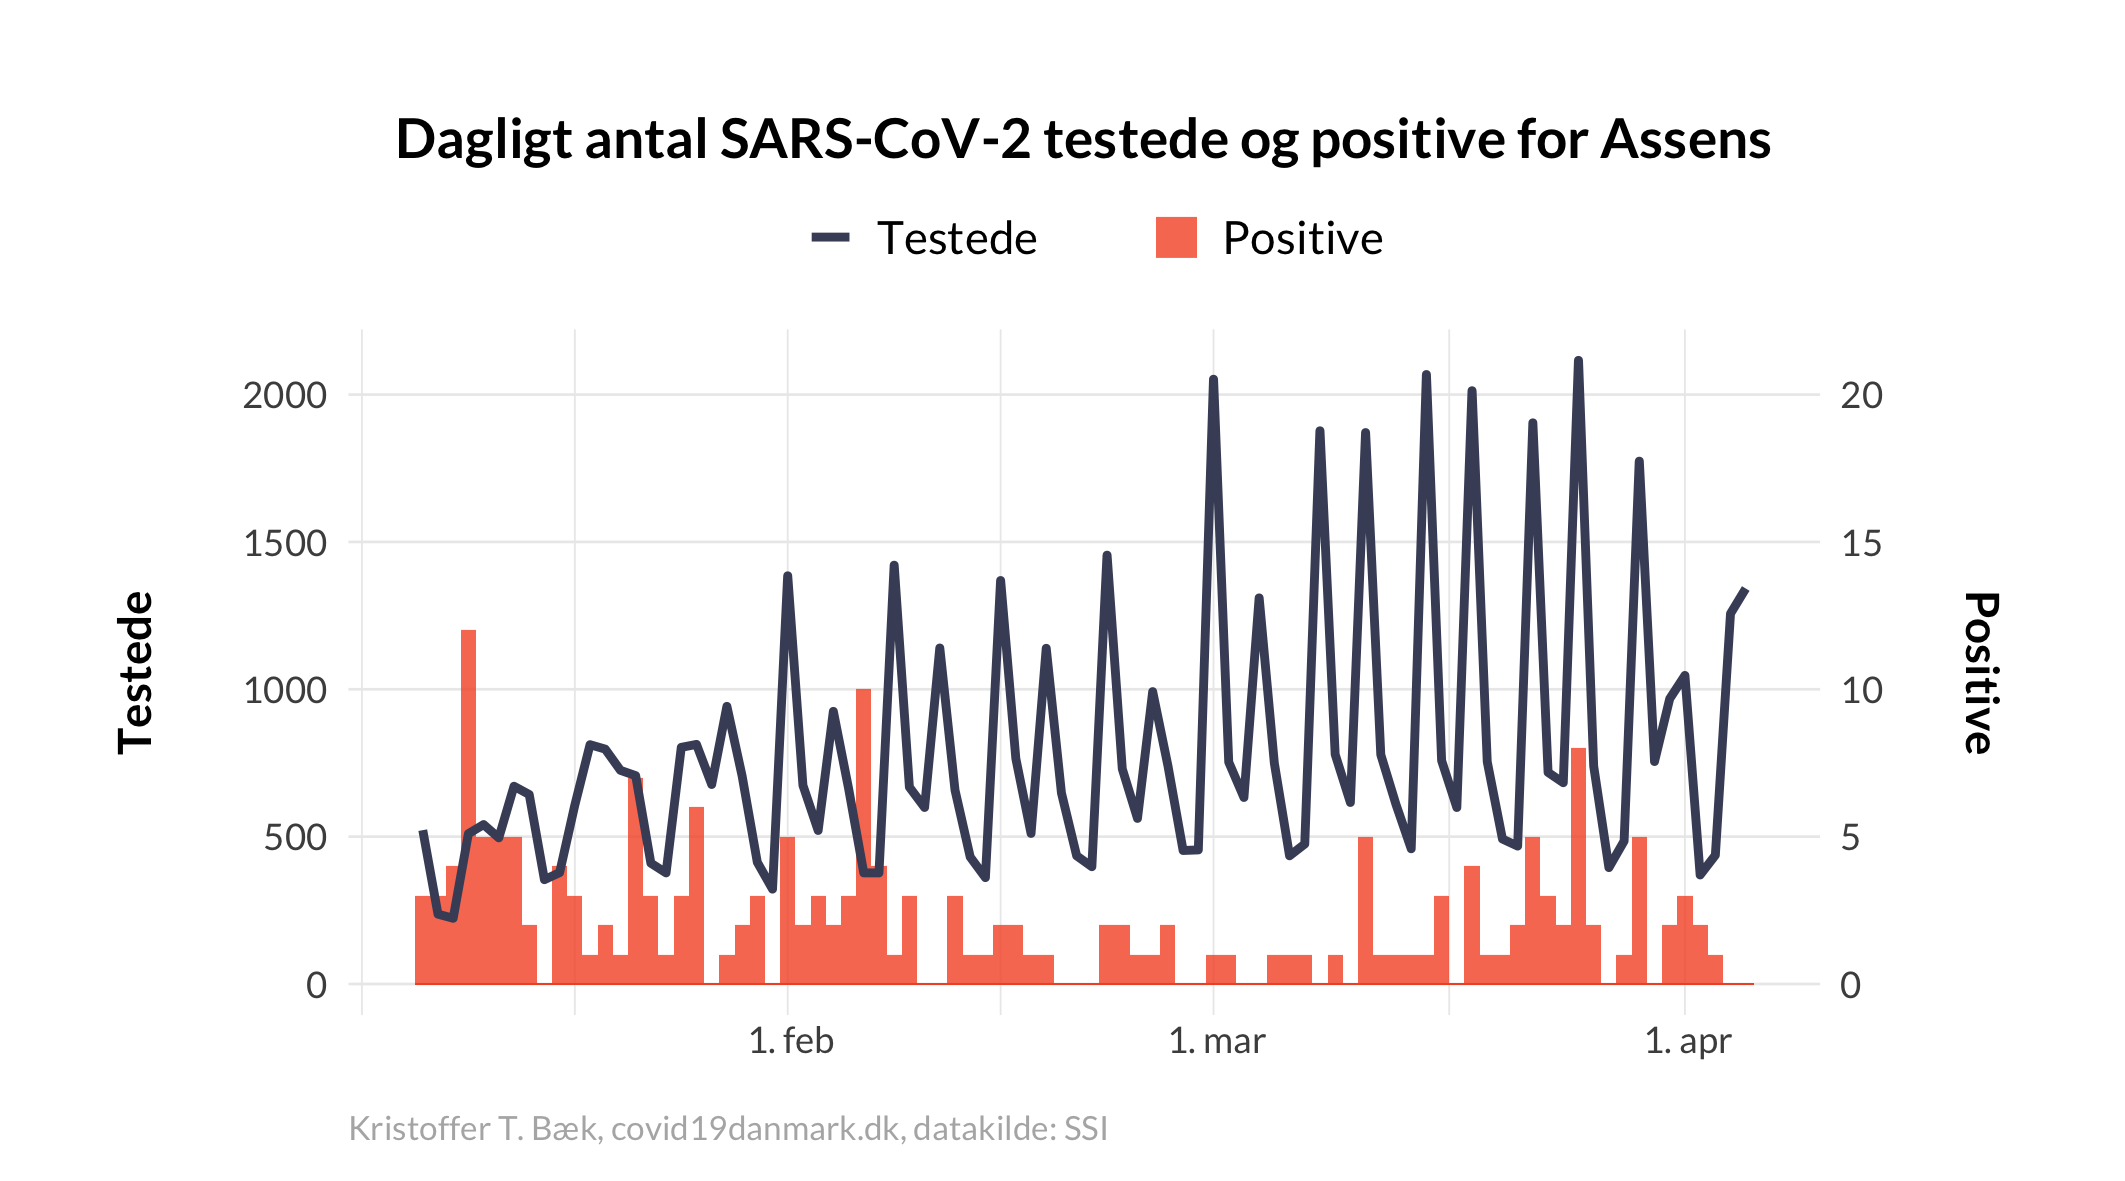 Dagligt antal SARS-CoV-2 testede og positive for Assens
Testede Positive
2000 20
1500 15
1000 10
500 5
0 0
Testede
Positive
1. feb 1. mar 1. apr
Kristoffer T. Bæk, covid19danmark.dk, datakilde: SSI